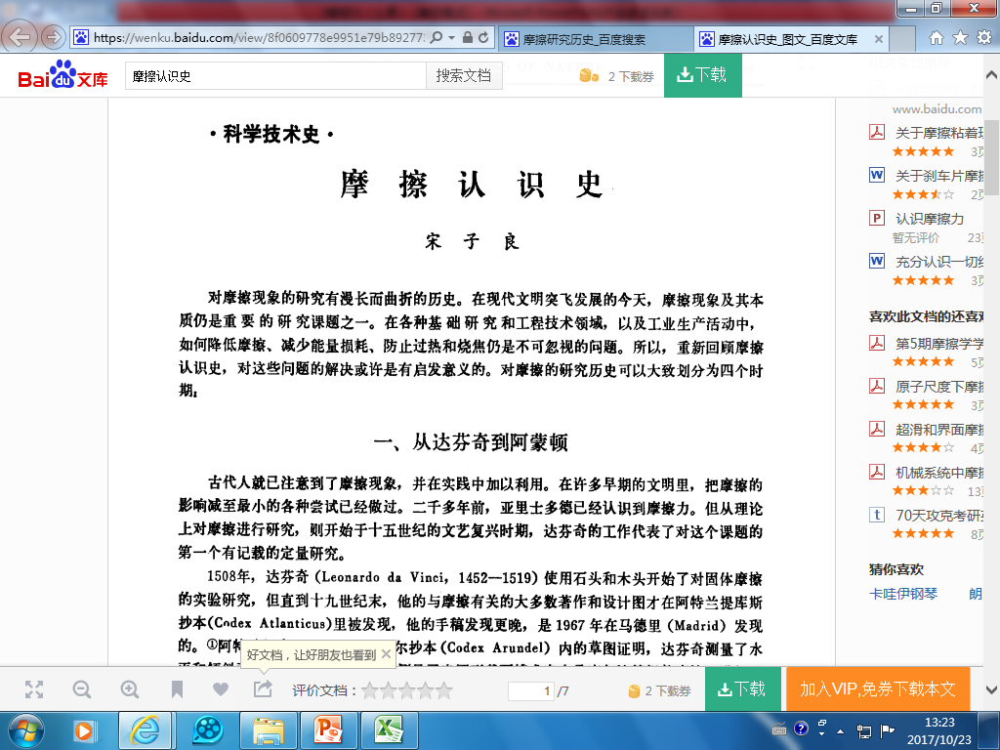 https://wenku.baidu.com/view/8f0609778e9951e79b8927
摩擦研究历史_百度搜索
摩擦认识史_图文_百度文库
Bai du 文库
摩擦认识史
搜索文档
2 下载券
下载
www.baidu.com
关于摩擦粘着
3页
关于刹车片摩擦
2页
认识摩擦力
暂无评价
23页
充分认识一切
3页
喜欢此文档的还喜欢
第5期摩擦学学
5页
原子尺度下摩擦
3页
超滑和界面摩擦
4页
机械系统中摩擦
13页
70天攻克考研
8页
猜你喜欢
卡哇伊钢琴
朗
·科学技术史·
摩擦认识史
宋子良
对摩擦现象的研究有漫长而曲折的历史。在现代文明突飞发展的今天，摩擦现象及其本
质仍是重要的研究课题之一。在各种基础研究和工程技术领域，以及工业生产活动中，
如何降低摩擦、减少能量损耗、防止过热和烧焦仍是不可忽视的问题。所以，重新回顾摩擦
认识史，对这些问题的解决或许是有启发意义的。对摩擦的研究历史可以大致划分为四个时
期：
一、从达芬奇到阿蒙顿
古代人就已注意到了摩擦现象，并在实践中加以利用。在许多早期的文明里，把摩擦的
影响减至最小的各种尝试已经做过。二千多年前，亚里士多德已经认识到摩擦力。但从理论
上对摩擦进行研究，则开始于十五世纪的文艺复兴时期，达芬奇的工作代表了对这个课题的
第一个有记载的定量研究。
1508年，达芬奇（Leonardo da Vinci，1452—1519）使用石头和木头开始了对固体摩擦
的实验研究，但直到十九世纪末，他的与摩擦有关的大多数著作和设计图才在阿特兰提库斯
抄本(Codex Atlanticus)里被发现，他的手稿发现更晚，是1967年在马德里（Madrid）发现
的。①阿特
尔抄本（Codex Arundel）内的草图证明，达芬奇测量了水
好文档，让好朋友也看到
评价文档：
1 /7
2 下载券
下载
加入VIP,免券下载本文
13:23
2017/10/23